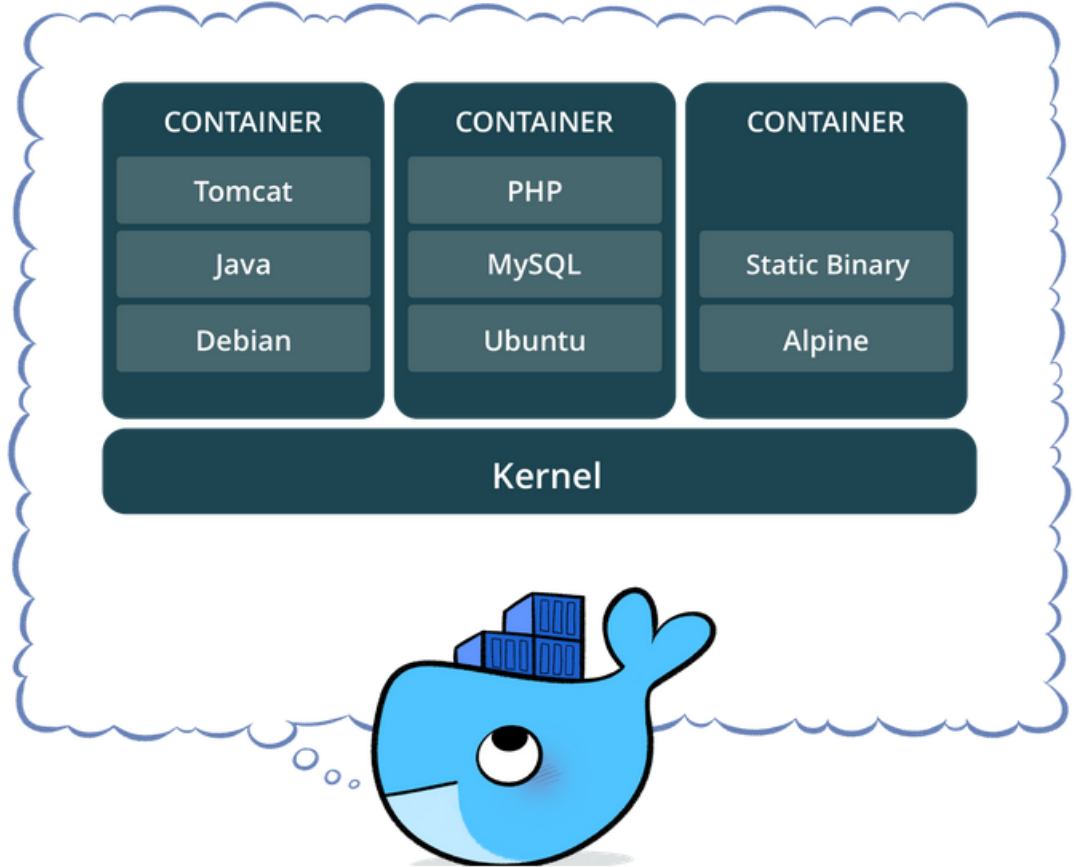 CONTAINER
Tomcat
Java
Debian
CONTAINER
PHP
MySQL
Ubuntu
CONTAINER
Static Binary
Alpine
Kernel